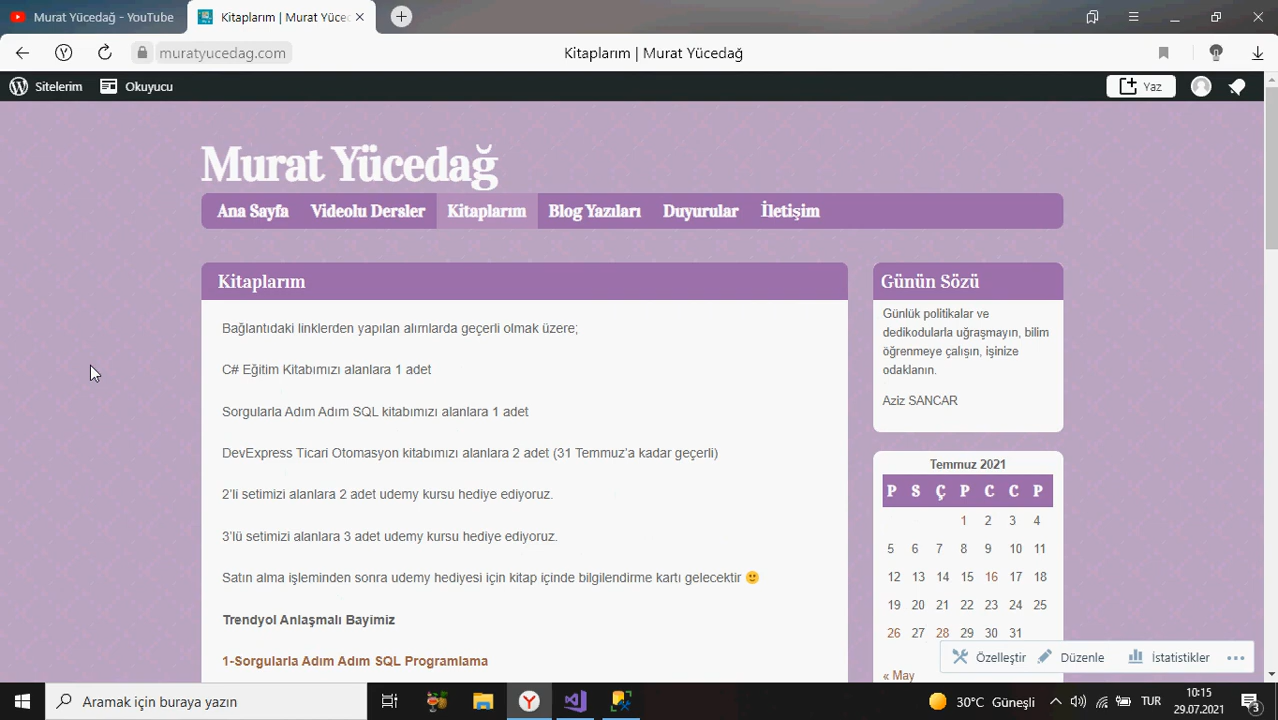 Murat Yücedağ - YouTube
Kitaplarım | Murat Yüced
muratyucedag.com
Kitaplarım | Murat Yücedağ
Sitelerim
Okuyucu
Yaz
Murat Yücedağ
Ana Sayfa Videolu Dersler Kitaplarım Blog Yazıları Duyurular İletişim
Kitaplarım
Bağlantıdaki linklerden yapılan alımlarda geçerli olmak üzere;
C# Eğitim Kitabımızı alanlara 1 adet
Sorgularla Adım Adım SQL kitabımızı alanlara 1 adet
DevExpress Ticari Otomasyon kitabımızı alanlara 2 adet (31 Temmuz’a kadar geçerli)
2’li setimizi alanlara 2 adet udemy kursu hediye ediyoruz.
3’lü setimizi alanlara 3 adet udemy kursu hediye ediyoruz.
Satın alma işleminden sonra udemy hediyesi için kitap içinde bilgilendirme kartı gelecektir 🙂
Trendyol Anlaşmalı Bayimiz
1-Sorgularla Adım Adım SQL Programlama
Günün Sözü
Günlük politikalar ve
dedikodularla uğraşmayın, bilim
öğrenmeye çalışın, işinize
odaklanın.
Aziz SANCAR
Temmuz 2021
P S Ç P C C P
1 2 3 4
5 6 7 8 9 10 11
12 13 14 15 16 17 18
19 20 21 22 23 24 25
26 27 28 29 30 31
« May
Özelleştir Düzenle İstatistikler
Aramak için buraya yazın
30°C Güneşli
TUR
10:15
29.07.2021
3